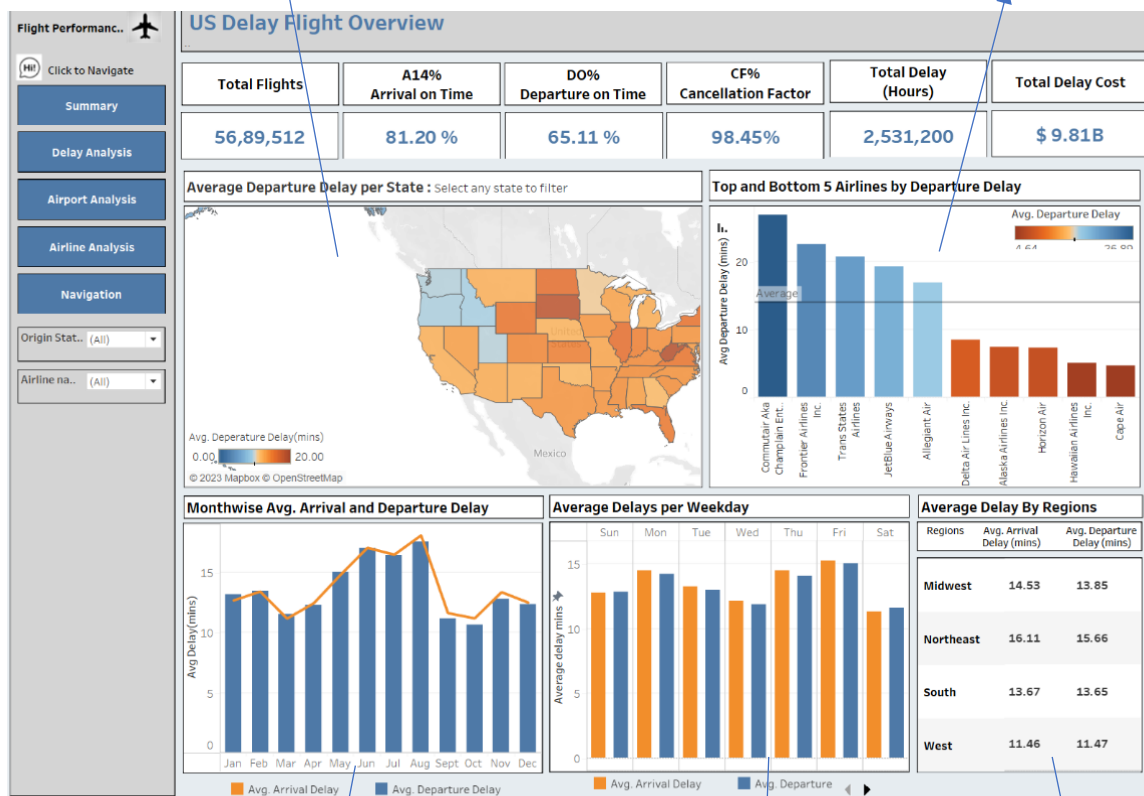 Flight Performanc..
US Delay Flight Overview
..
Hi!
Click to Navigate
Summary
Delay Analysis
Airport Analysis
Airline Analysis
Navigation
Origin Stat..
(All)
Airline na..
(All)
Total Flights
56,89,512
A14%
Arrival on Time
81.20 %
DO%
Departure on Time
65.11 %
CF%
Cancellation Factor
98.45%
Total Delay
(Hours)
2,531,200
Total Delay Cost
$ 9.81B
Average Departure Delay per State : Select any state to filter
United
Mexico
Avg. Deperature Delay(mins)
0.00
20.00
© 2023 Mapbox © OpenStreetMap
Top and Bottom 5 Airlines by Departure Delay
Avg. Departure Delay
4.64
26.89
Avg Departure Delay (mins)
20
10
0
Average
Commutair Aka
Champlain Ent..
Frontier Airlines
Inc.
Trans States
Airlines
JetBlue Airways
Allegiant Air
Delta Air Lines Inc.
Alaska Airlines Inc.
Horizon Air
Hawaiian Airlines
Inc.
Cape Air
Monthwise Avg. Arrival and Departure Delay
Avg Delay(mins)
15
10
5
0
Jan Feb Mar Apr May Jun Jul Aug Sept Oct Nov Dec
Avg. Arrival Delay
Avg. Departure Delay
Average Delays per Weekday
Sun Mon Tue Wed Thu Fri Sat
Average delay mins
15
10
5
0
Avg. Arrival Delay
Avg. Departure
Average Delay By Regions
Regions
Avg. Arrival
Delay (mins)
Avg. Departure
Delay (mins)
Midwest 14.53 13.85
Northeast 16.11 15.66
South 13.67 13.65
West 11.46 11.47